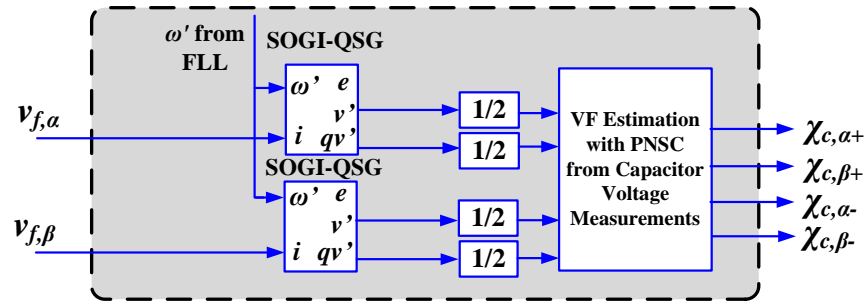 ω' from
FLL
SOGI-QSG
ω’ e
v’
i qv’
1/2
1/2
v_{f,α}
SOGI-QSG
ω’ e
v’
i qv’
1/2
1/2
v_{f,β}
VF Estimation
with PNSC
from Capacitor
Voltage
Measurements
χ_{c,α+}
χ_{c,β+}
χ_{c,α-}
χ_{c,β-}